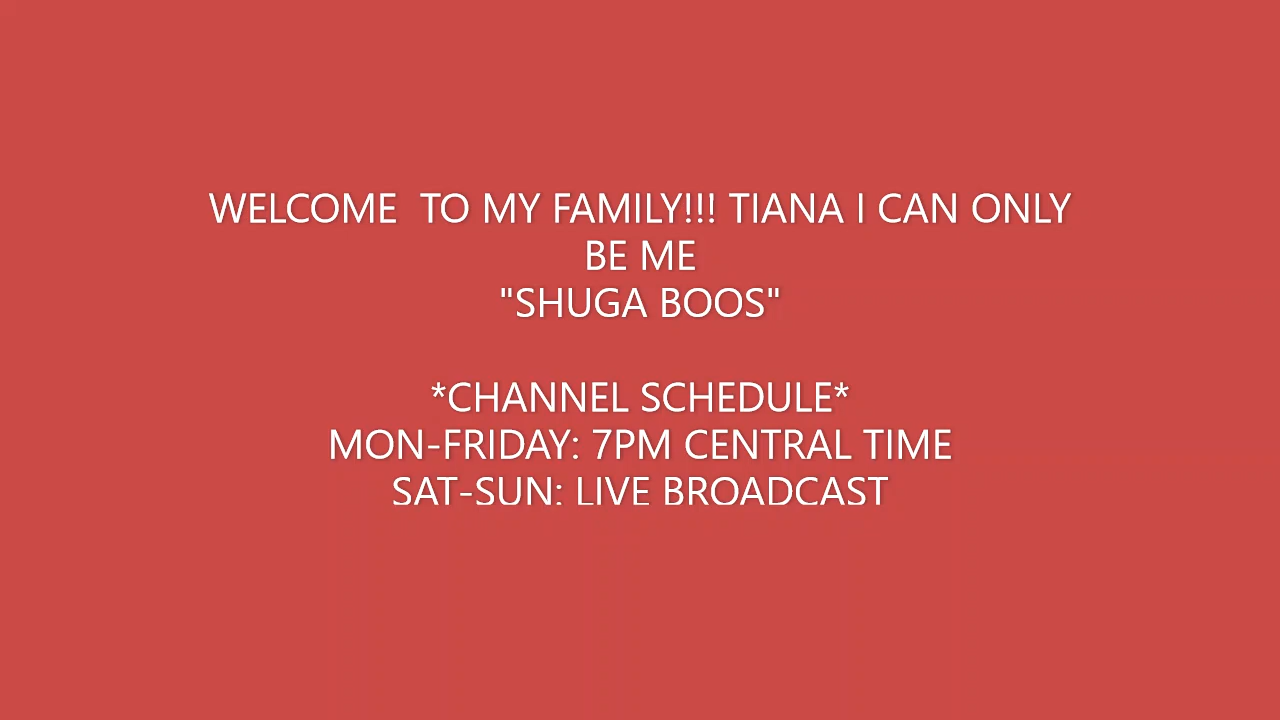 WELCOME  TO MY FAMILY!!! TIANA I CAN ONLY
BE ME
"SHUGA BOOS"
*CHANNEL SCHEDULE*
MON-FRIDAY: 7PM CENTRAL TIME
SAT-SUN: LIVE BROADCAST